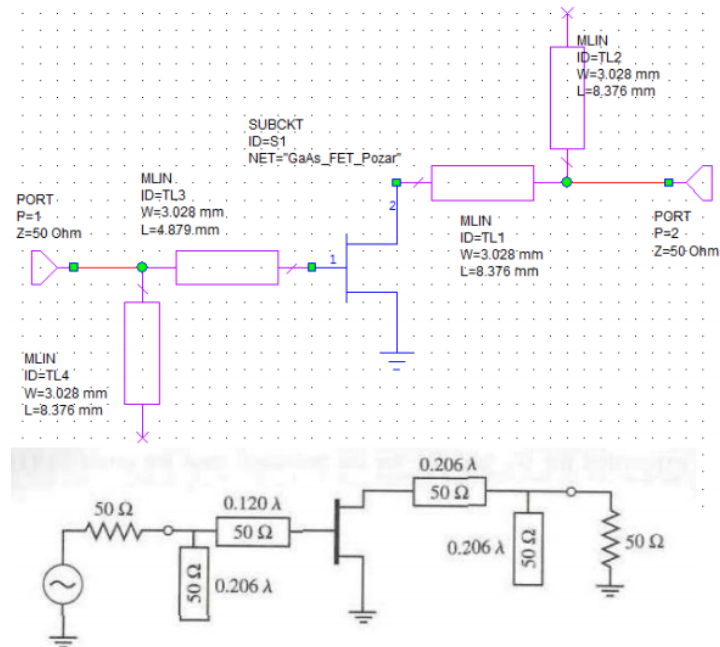 MLIN
ID=TL2
W=3.028 mm
L=8.376 mm
SUBCKT
ID=S1
NET="GaAs_FET_Pozar"
MLIN
ID=TL3
W=3.028 mm
L=4.879 mm
PORT
P=1
Z=50 Ohm
2
1
MLIN
ID=TL1
W=3.028 mm
L=8.376 mm
PORT
P=2
Z=50 Ohm
MLIN
ID=TL4
W=3.028 mm
L=8.376 mm
0.206 λ
50 Ω
50 Ω
0.120 λ
50 Ω
0.206 λ
50 Ω
50 Ω
50 Ω
0.206 λ